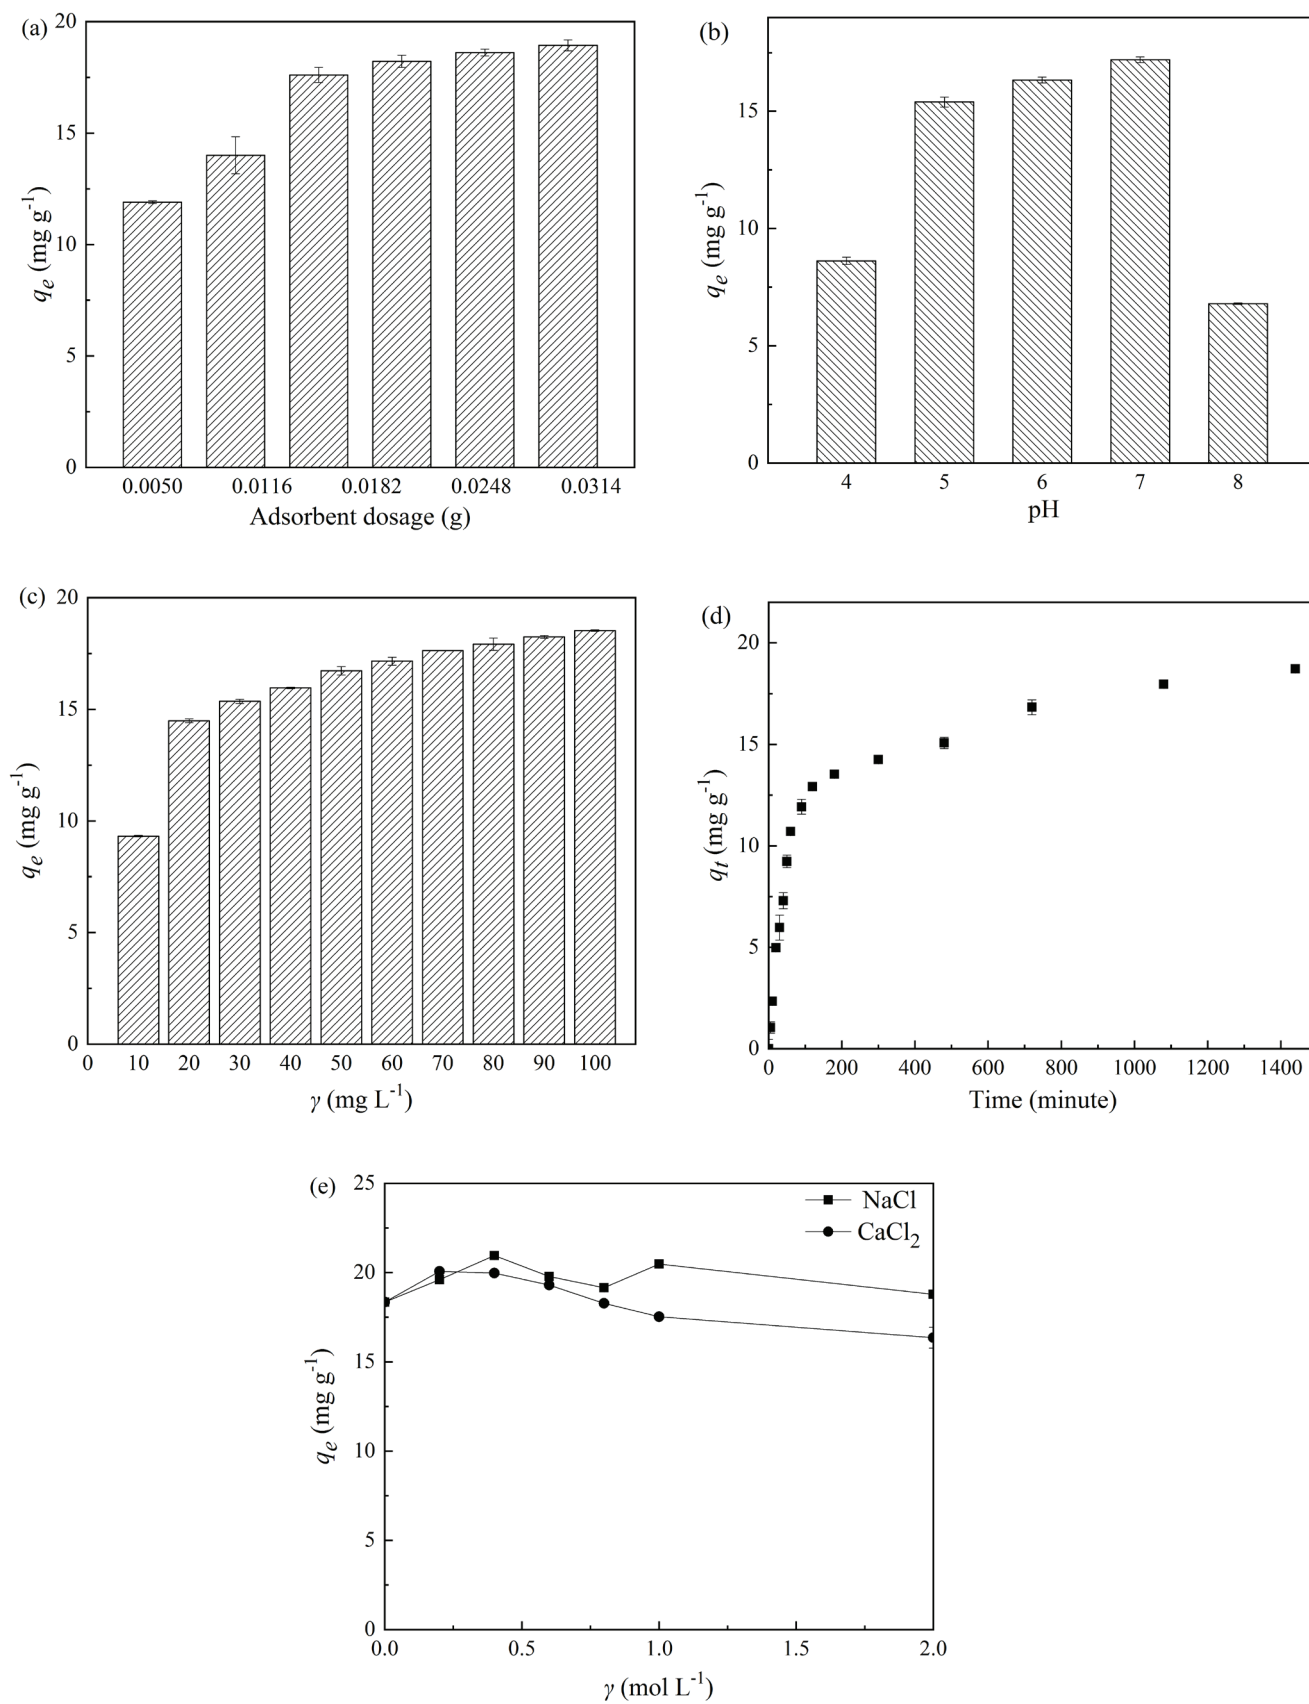 (a)
20
15
10
5
0
qₑ (mg g⁻¹)
0.0050 0.0116 0.0182 0.0248 0.0314
Adsorbent dosage (g)
(b)
15
10
5
0
qₑ (mg g⁻¹)
4 5 6 7 8
pH
(c)
20
15
10
5
0
qₑ (mg g⁻¹)
0 10 20 30 40 50 60 70 80 90 100
γ (mg L⁻¹)
(d)
20
15
10
5
0
qₜ (mg g⁻¹)
0 200 400 600 800 1000 1200 1400
Time (minute)
(e)
25
20
15
10
5
0
qₑ (mg g⁻¹)
NaCl
CaCl₂
0.0 0.5 1.0 1.5 2.0
γ (mol L⁻¹)